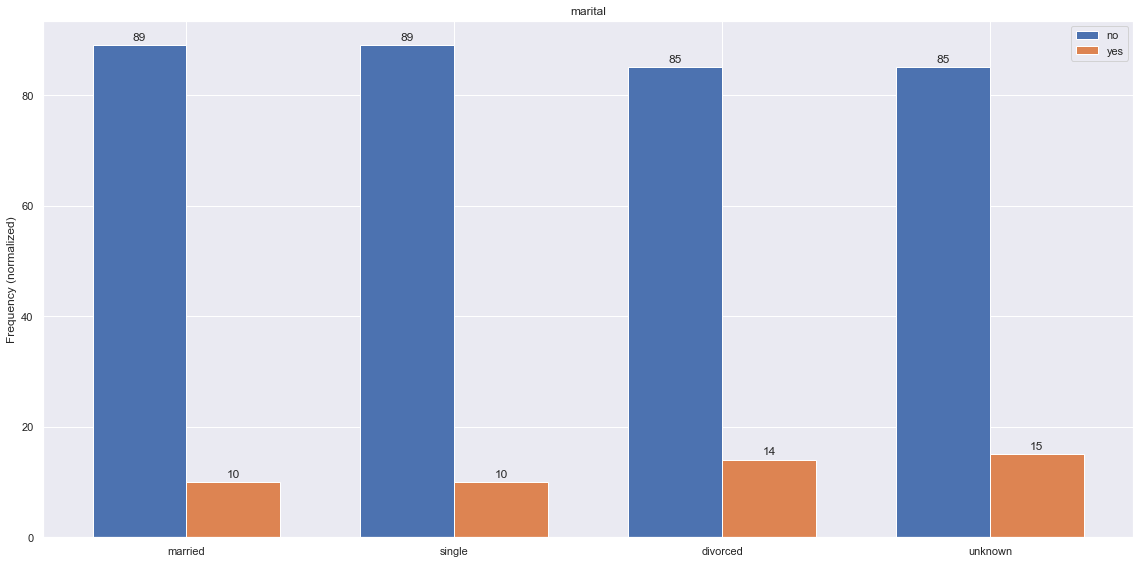 marital
no
yes
89
89
85
85
10
10
14
15
Frequency (normalized)
80
60
40
20
0
married
single
divorced
unknown